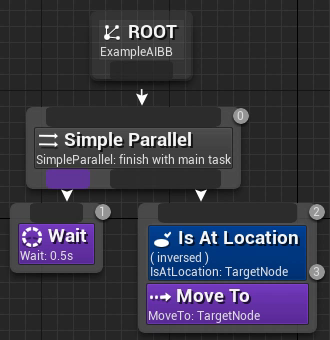 ROOT
ExampleAIBB
0
Simple Parallel
SimpleParallel: finish with main task
1
2
Wait
Wait: 0.5s
Is At Location
( inversed )
IsAtLocation: TargetNode
3
Move To
MoveTo: TargetNode